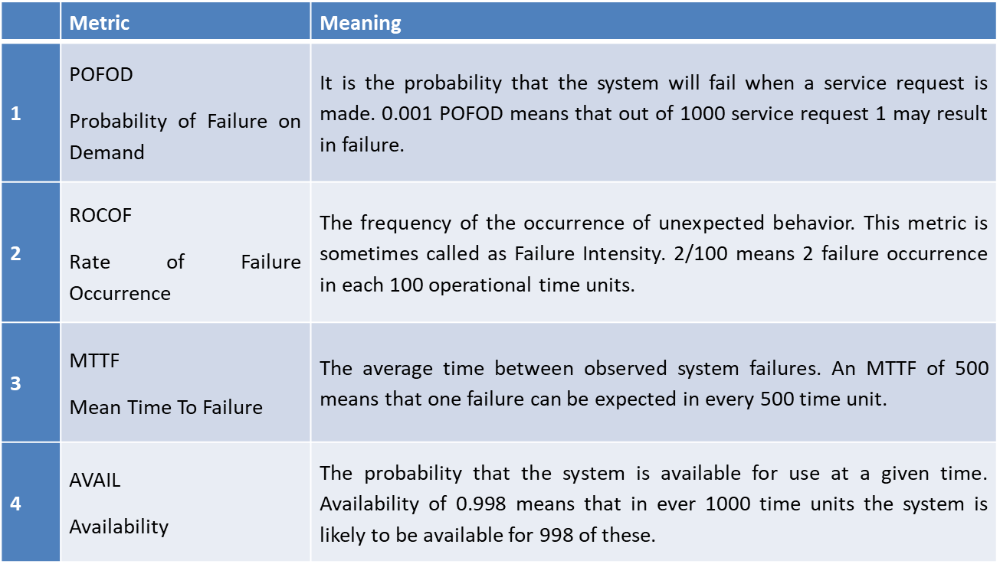 Metric
Meaning
1
POFOD
Probability of Failure on
Demand
It is the probability that the system will fail when a service request is
made. 0.001 POFOD means that out of 1000 service request 1 may result
in failure.
2
ROCOF
Rate of Failure
Occurrence
The frequency of the occurrence of unexpected behavior. This metric is
sometimes called as Failure Intensity. 2/100 means 2 failure occurrence
in each 100 operational time units.
3
MTTF
Mean Time To Failure
The average time between observed system failures. An MTTF of 500
means that one failure can be expected in every 500 time unit.
4
AVAIL
Availability
The probability that the system is available for use at a given time.
Availability of 0.998 means that in ever 1000 time units the system is
likely to be available for 998 of these.